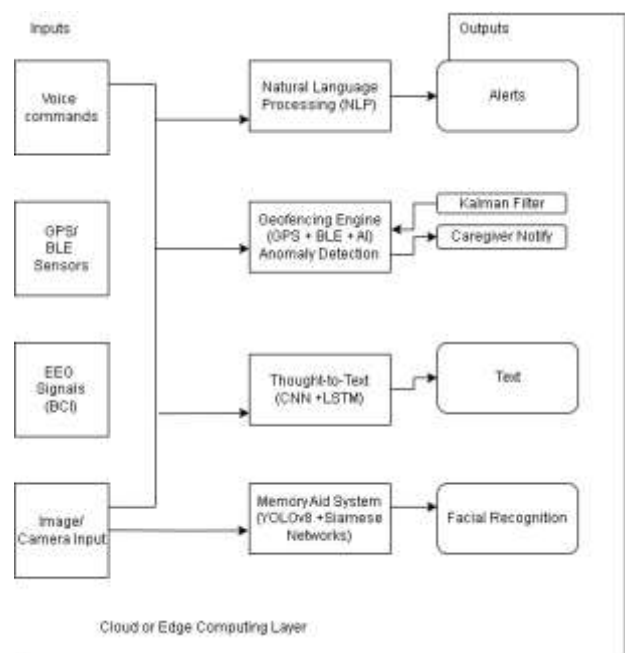 Inputs
Outputs
Voice
commands
Natural Language
Processing (NLP)
Alerts
GPS/
BLE
Sensors
Geofencing Engine
(GPS + BLE + AI)
Anomaly Detection
Kalman Filter
Caregiver Notify
EEG
Signals
(BCI)
Thought-to-Text
(CNN +LSTM)
Text
Image/
Camera Input
Memory Aid System
(YOLOv8 +Siamese
Networks)
Facial Recognition
Cloud or Edge Computing Layer